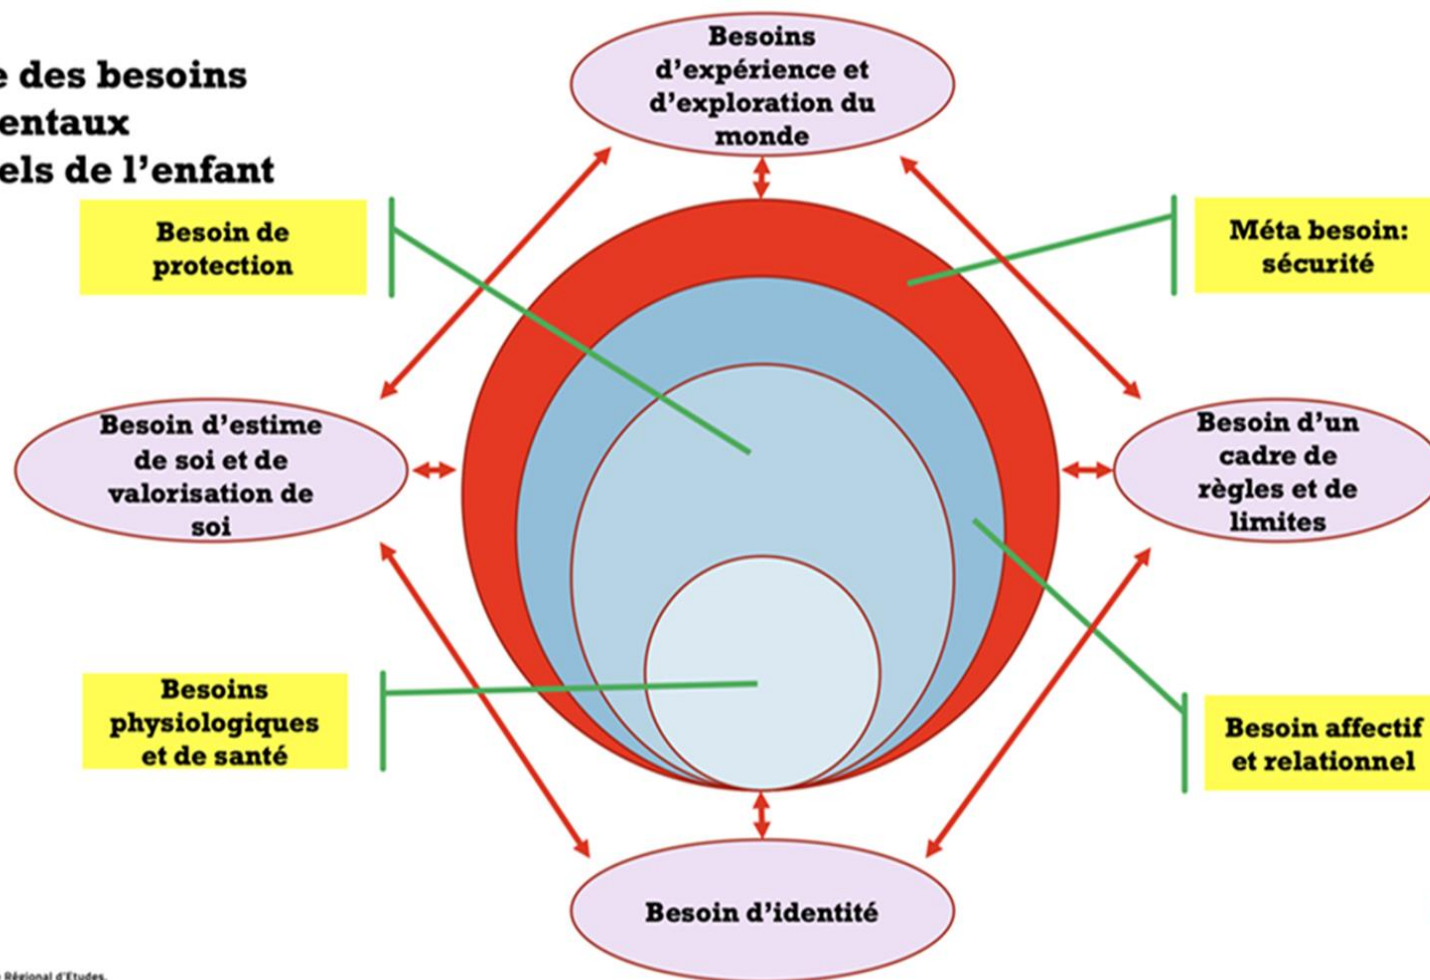 e des besoins
entaux
els de l'enfant
Besoins
d'expérience et
d'exploration du
monde
Besoin de
protection
Méta besoin:
sécurité
Besoin d'estime
de soi et de
valorisation de
soi
Besoin d'un
cadre de
règles et de
limites
Besoins
physiologiques
et de santé
Besoin affectif
et relationnel
Besoin d'identité
Régional d'Etudes,